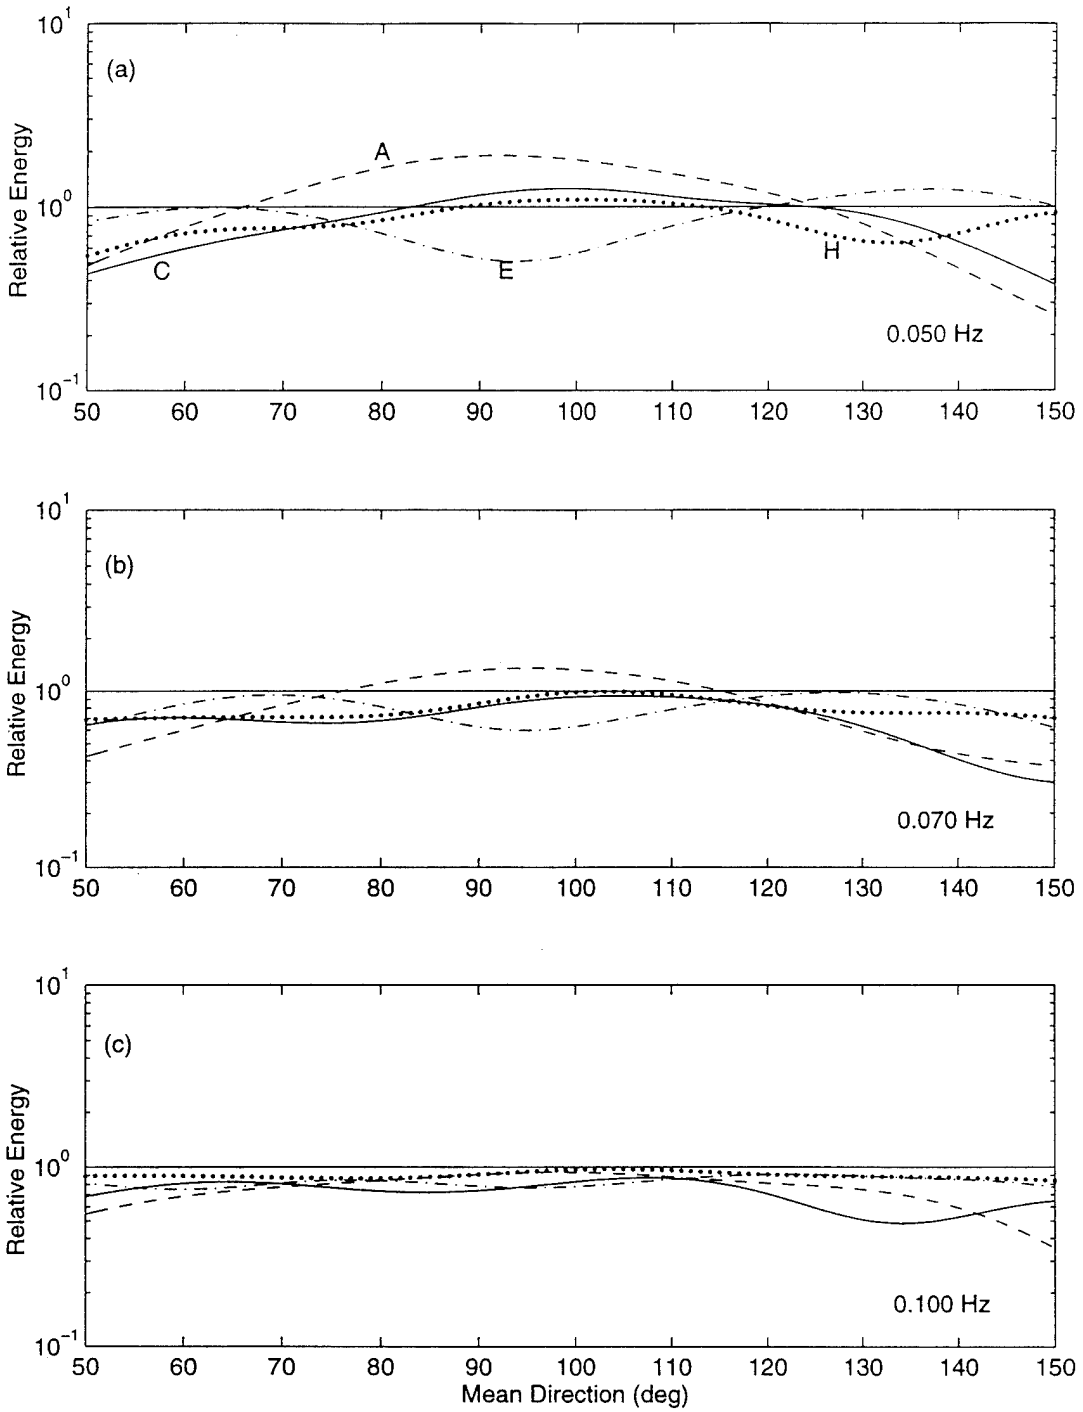 10^1
(a)
A
Relative Energy
10^0
H
C
E
0.050 Hz
10^-1
50 60 70 80 90 100 110 120 130 140 150
10^1
(b)
Relative Energy
10^0
0.070 Hz
10^-1
50 60 70 80 90 100 110 120 130 140 150
10^1
(c)
Relative Energy
10^0
0.100 Hz
10^-1
50 60 70 80 90 100 110 120 130 140 150
Mean Direction (deg)